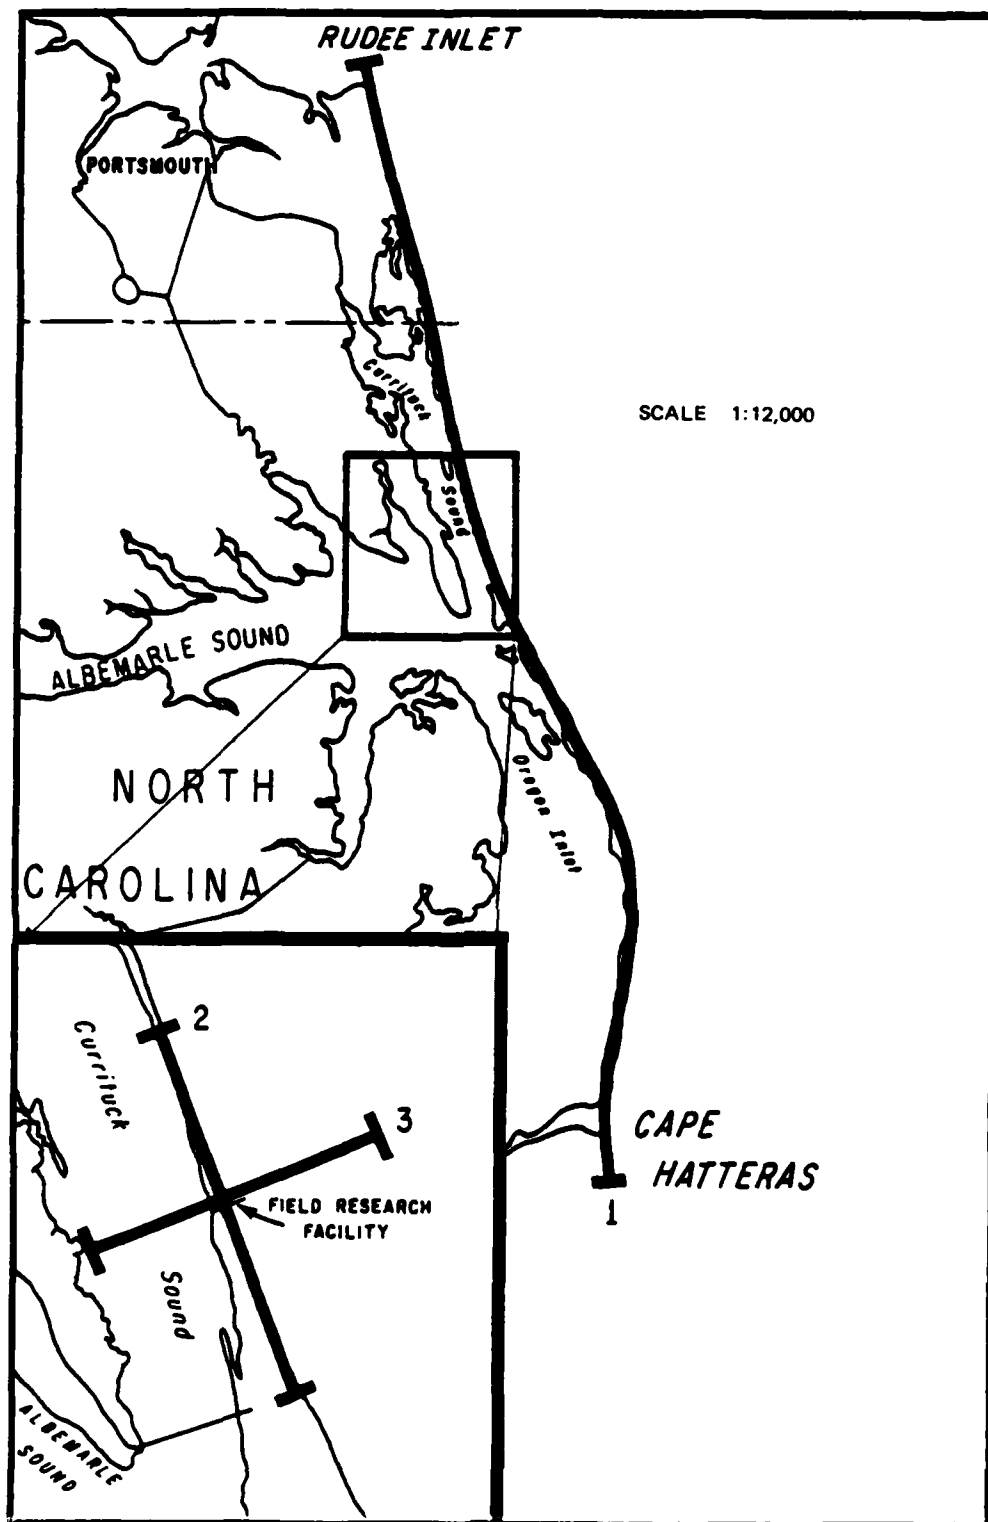 RUDEE INLET
PORTSMOUTH
Currituck
Sound
SCALE 1:12,000
ALBEMARLE SOUND
NORTH
CAROLINA
Oregon Inlet
CAPE
HATTERAS
1
2
Currituck
3
FIELD RESEARCH
FACILITY
Sound
ALBEMARLE
SOUND